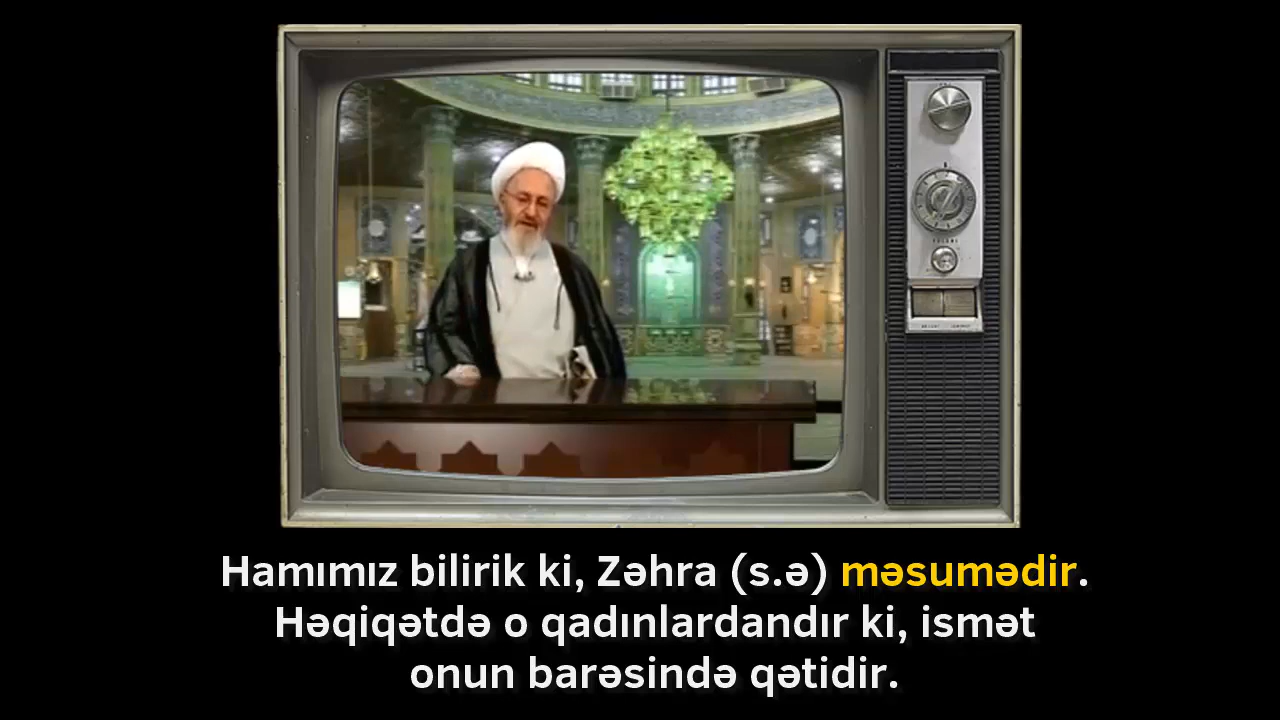 Hamımız bilirik ki, Zəhra (s.ə) məsumədir.
Həqiqətdə o qadınlardandır ki, ismət
onun barəsində qətidir.